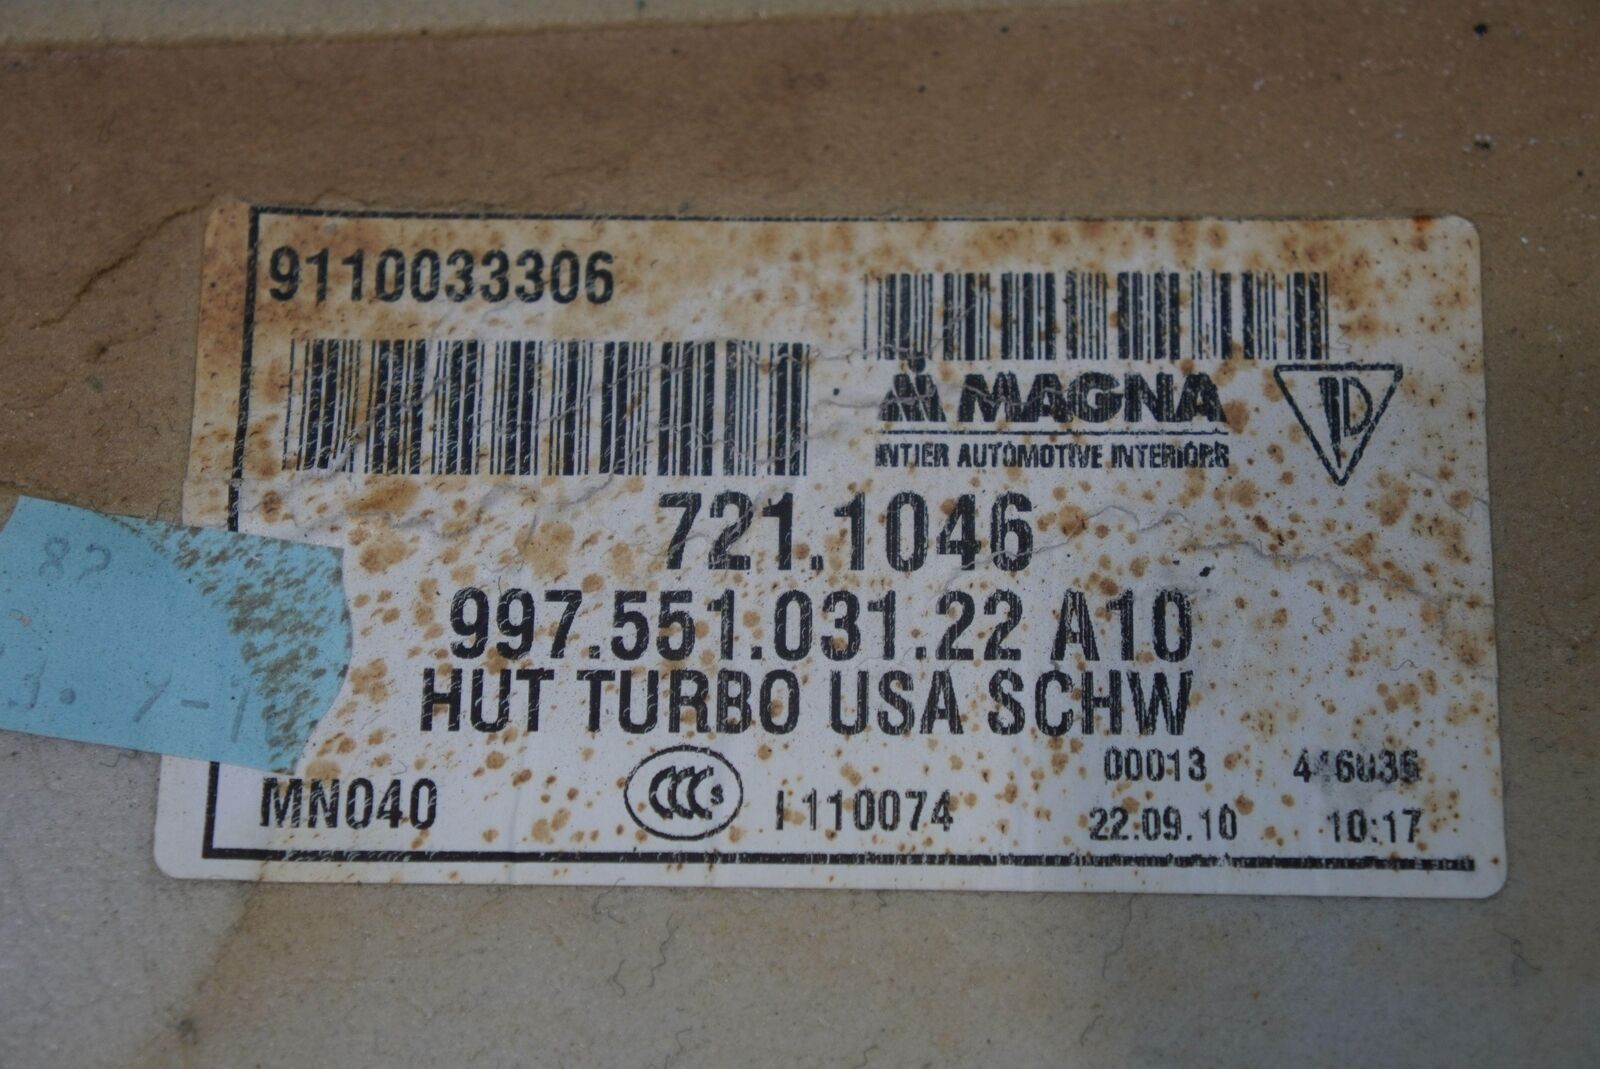 9110033306
MAGNA
INTIER AUTOMOTIVE INTERIORS
721.1046
997.551.031.22 A10
HUT TURBO USA SCHW
00013
MN040
CCC S
I 110074
22.09.10
10:17